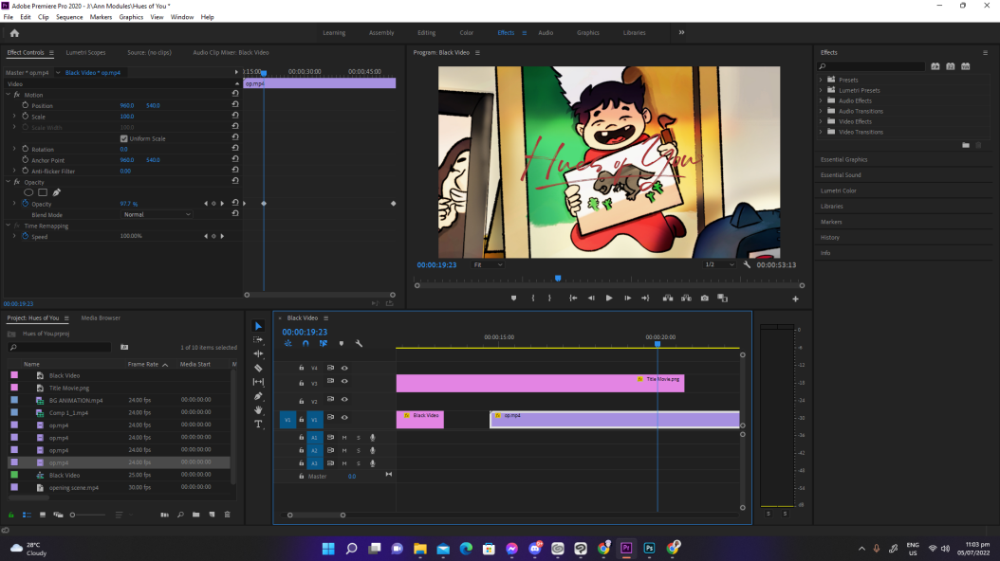 Adobe Premiere Pro 2020 - J:\Ann Modules\Hues of You *
File Edit Clip Sequence Markers Graphics View Window Help
Learning Assembly Editing Color Effects Audio Graphics Libraries
Effect Controls Lumetri Scopes Source: (no clips) Audio Clip Mixer: Black Video
Master * op.mp4 Black Video * op.mp4
:15:00 00:00:30:00 00:00:45:00
Video
op.mp4
fx Motion
Position 960.0 540.0
Scale 100.0
Scale Width 100.0
Uniform Scale
Rotation 0.0
Anchor Point 960.0 540.0
Anti-flicker Filter 0.00
fx Opacity
Opacity 97.7 %
Blend Mode Normal
Time Remapping
Speed 100.00%
00:00:19:23
Program: Black Video
Hues of You
00:00:19:23 Fit 1/2 00:00:53:13
Effects
Presets
Lumetri Presets
Audio Effects
Audio Transitions
Video Effects
Video Transitions
Essential Graphics
Essential Sound
Lumetri Color
Libraries
Markers
History
Info
Project: Hues of You Media Browser
Hues of You.prproj
1 of 10 items selected
Name Frame Rate Media Start M
Black Video
Title Movie.png
BG ANIMATION.mp4 24.00 fps 00:00:00:00
Comp 1_1.mp4 24.00 fps 00:00:00:00
op.mp4 24.00 fps 00:00:00:00
op.mp4 24.00 fps 00:00:00:00
op.mp4 24.00 fps 00:00:00:00
op.mp4 24.00 fps 00:00:00:00
Black Video 25.00 fps 00:00:00:00
opening scene.mp4 30.00 fps 00:00:00:00
Black Video
00:00:19:23
00:00:15:00 00:00:20:00
V4
V3 fx Title Movie.png
V2
V1 V1 fx Black Video fx op.mp4
A1 M S
A2 M S
A3 M S
Master 0.0
0
-6
-12
-18
-24
-30
-36
-42
-48
-54
dB
S S
28°C
Cloudy
ENG
US
11:03 pm
05/07/2022